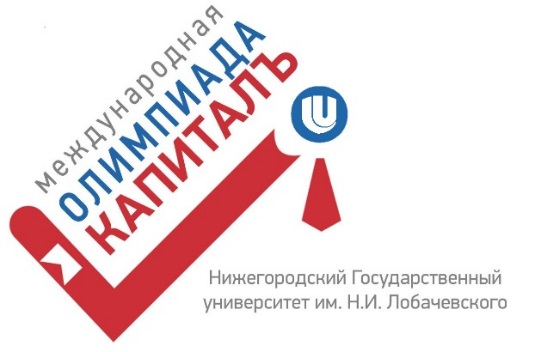 международная
ОЛИМПИАДА
КАПИТАЛЪ
Нижегородский Государственный
университет им. Н.И. Лобачевского